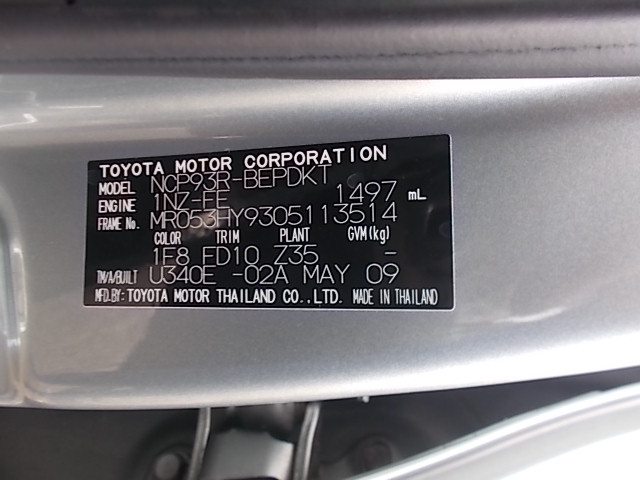 TOYOTA MOTOR CORPORATION
MODEL NCP93R-BEPDKT
ENGINE 1NZ-FE 1497 mL
FRAME No. MR053HY9305113514
COLOR TRIM PLANT GVM(kg)
1F8 FD10 Z35 -
TM/A/BUILT U340E -02A MAY 09
MFD.BY: TOYOTA MOTOR THAILAND CO.,LTD. MADE IN THAILAND